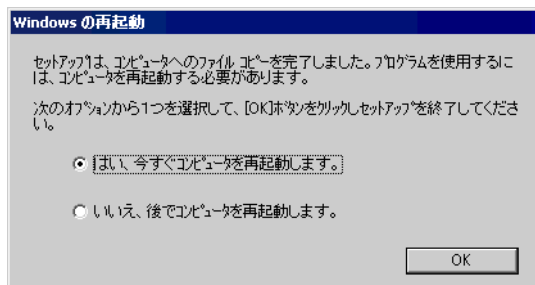 Windows の再起動
セットアップは、コンピュータへのファイル コピーを完了しました。プログラムを使用するに
は、コンピュータを再起動する必要があります。
次のオプションから1つを選択して、[OK]ボタンをクリックしセットアップを終了してくださ
い。
はい、今すぐコンピュータを再起動します。
いいえ、後でコンピュータを再起動します。
OK